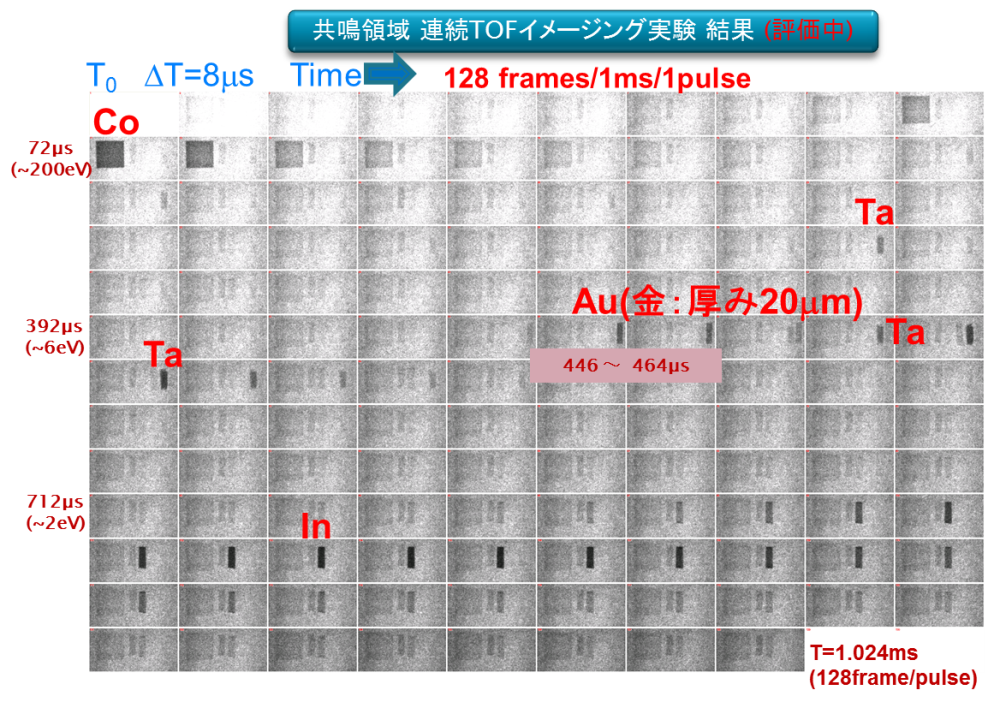 共鳴領域 連続TOFイメージング実験 結果 (評価中)
T₀ ΔT=8μs Time
128 frames/1ms/1pulse
Co
72μs
(~200eV)
Ta
Au(金:厚み20μm)
392μs
(~6eV)
Ta
Ta
446～ 464μs
712μs
(~2eV)
In
T=1.024ms
(128frame/pulse)